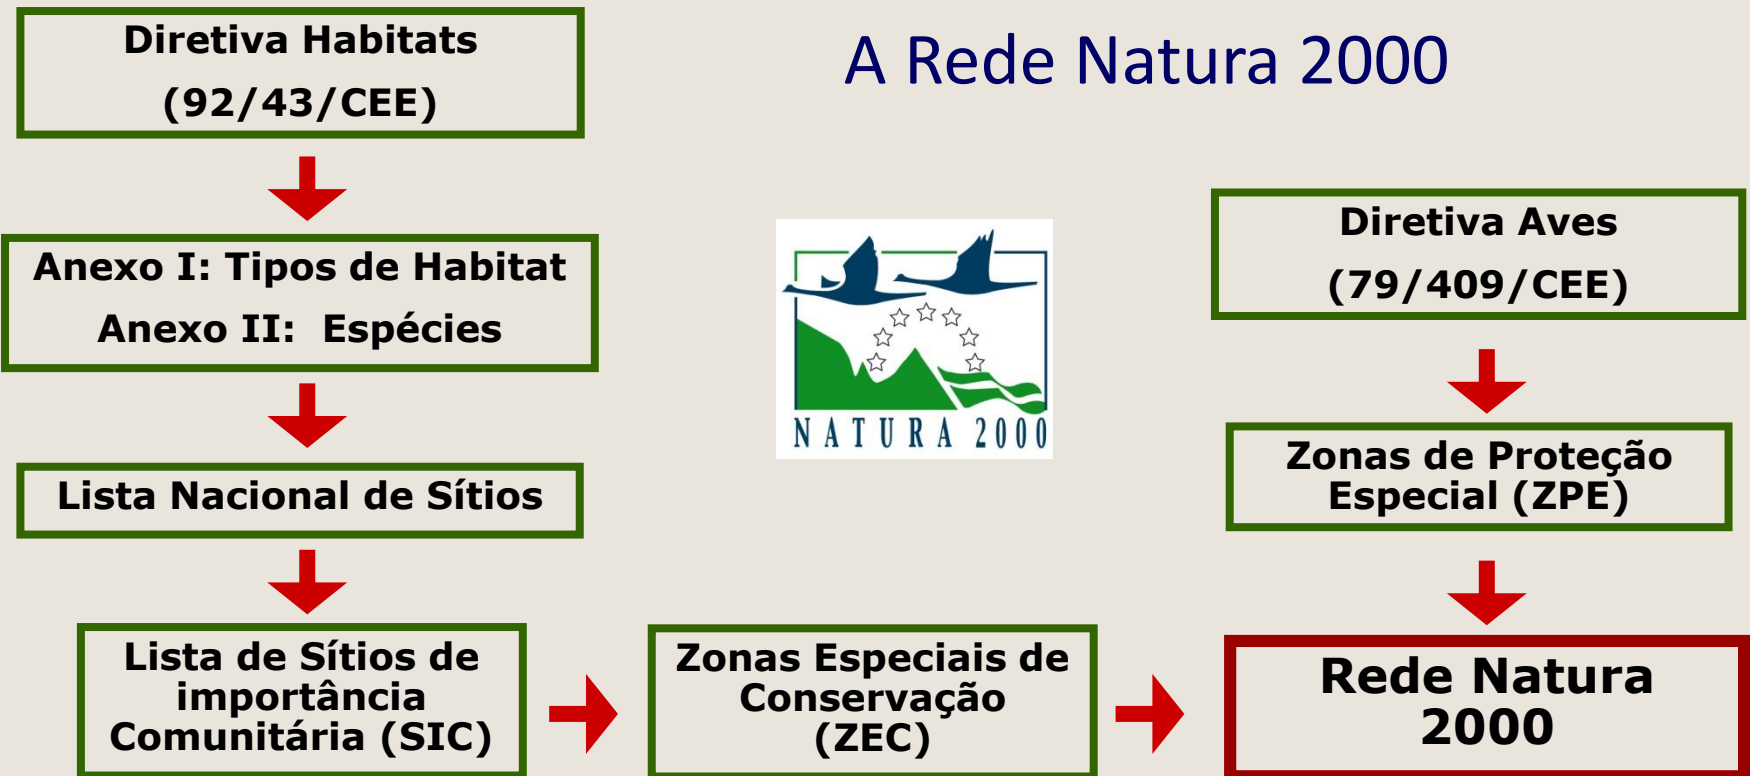 A Rede Natura 2000
Diretiva Habitats
(92/43/CEE)
Anexo I: Tipos de Habitat
Anexo II: Espécies
Lista Nacional de Sítios
Lista de Sítios de
importância
Comunitária (SIC)
Zonas Especiais de
Conservação
(ZEC)
NATURA 2000
Diretiva Aves
(79/409/CEE)
Zonas de Proteção
Especial (ZPE)
Rede Natura
2000